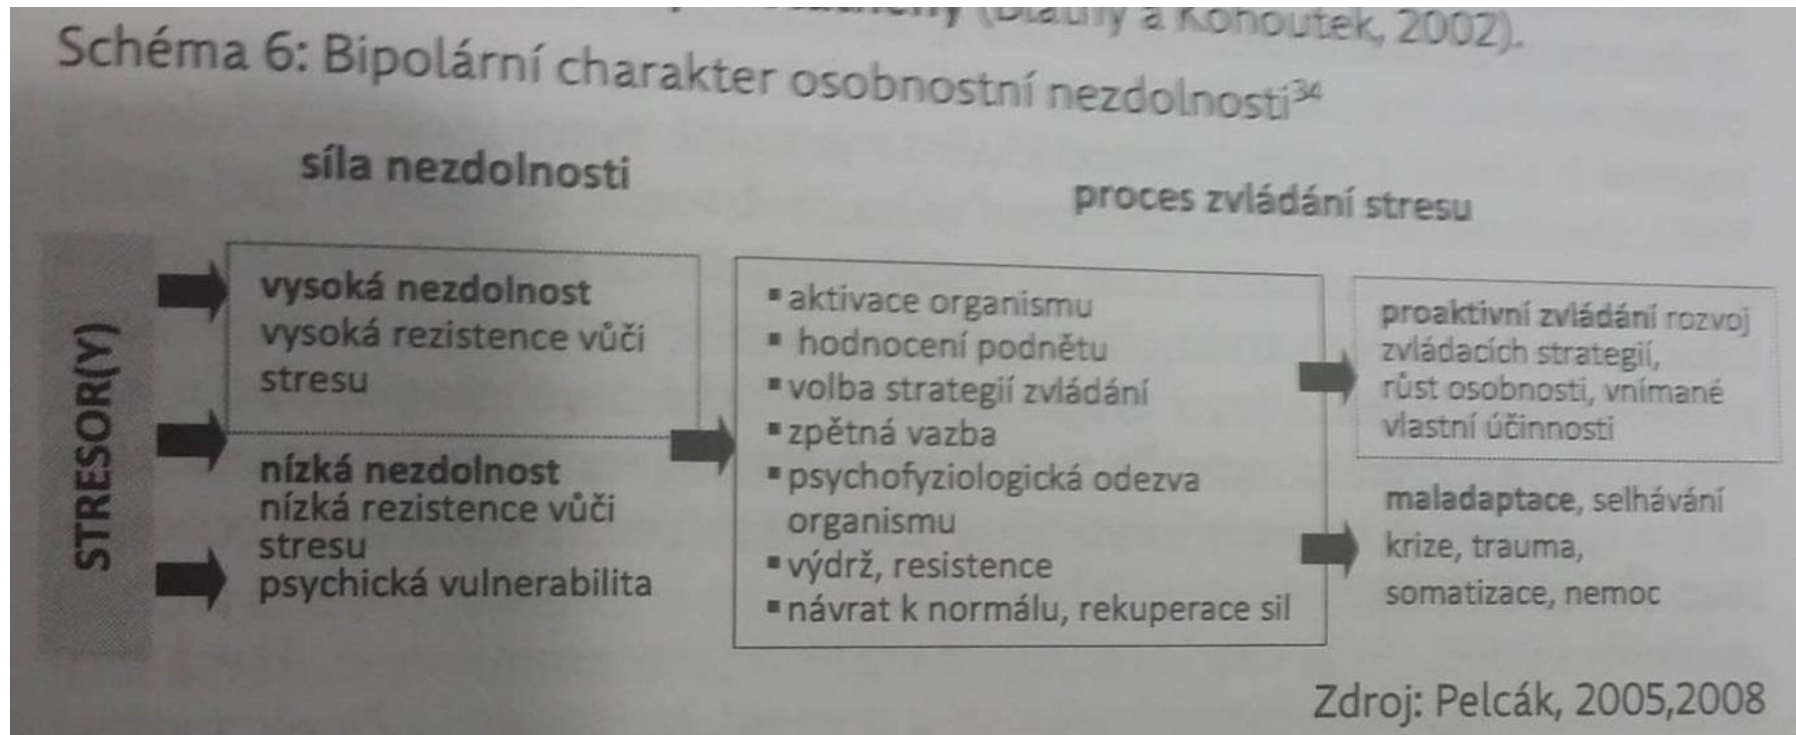 (Blatný a Kohoutek, 2002).
Schéma 6: Bipolární charakter osobnostní nezdolnosti³⁴
síla nezdolnosti
proces zvládání stresu
STRESOR(Y)
vysoká nezdolnost
vysoká rezistence vůči
stresu
nízká nezdolnost
nízká rezistence vůči
stresu
psychická vulnerabilita
▪ aktivace organismu
▪ hodnocení podnětu
▪ volba strategií zvládání
▪ zpětná vazba
▪ psychofyziologická odezva
organismu
▪ výdrž, resistence
▪ návrat k normálu, rekuperace sil
proaktivní zvládání rozvoj
zvládacích strategií,
růst osobnosti, vnímané
vlastní účinnosti
maladaptace, selhávání
krize, trauma,
somatizace, nemoc
Zdroj: Pelcák, 2005,2008